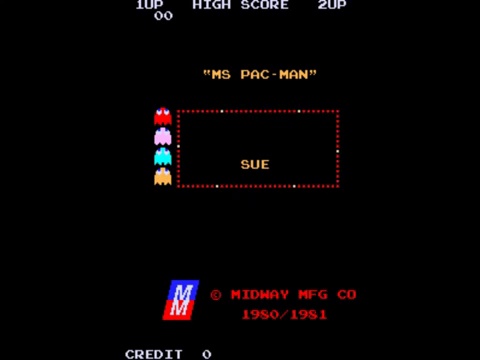 1UP HIGH SCORE 2UP
00
"MS PAC-MAN"
SUE
MM
© MIDWAY MFG CO
1980/1981
CREDIT 0